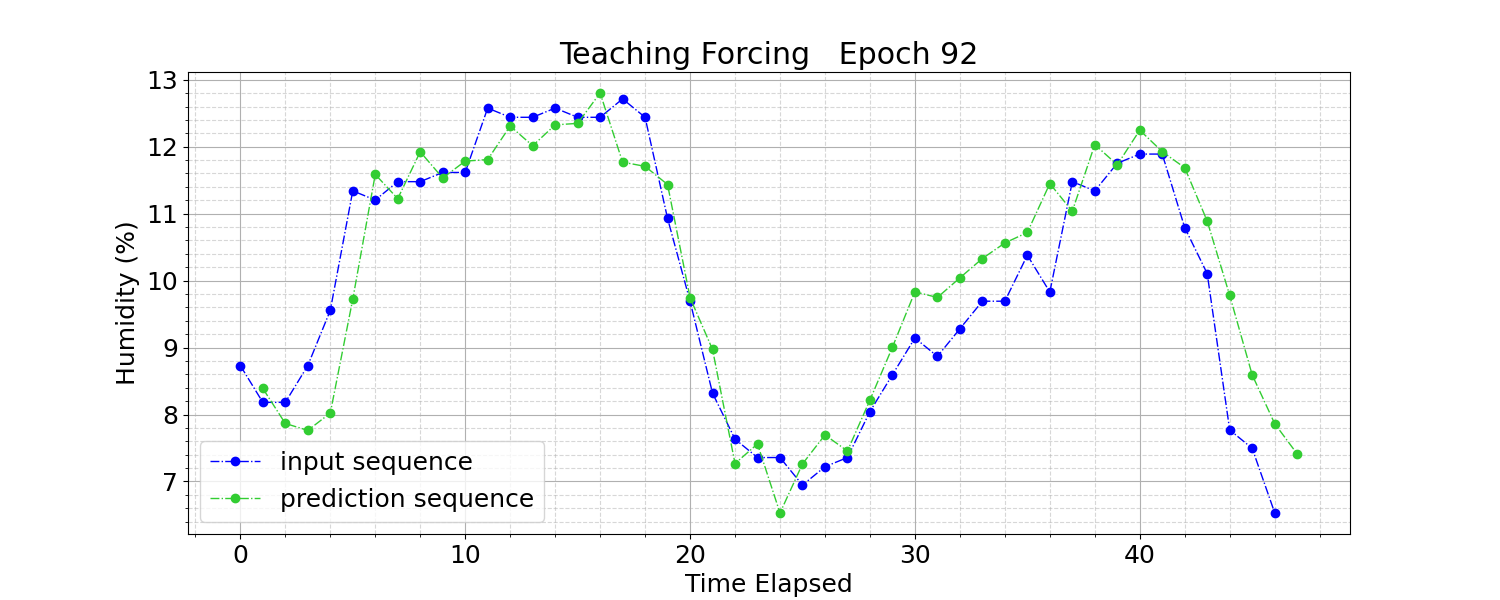 Teaching Forcing   Epoch 92
13
12
11
10
9
8
7
Humidity (%)
input sequence
prediction sequence
0 10 20 30 40
Time Elapsed